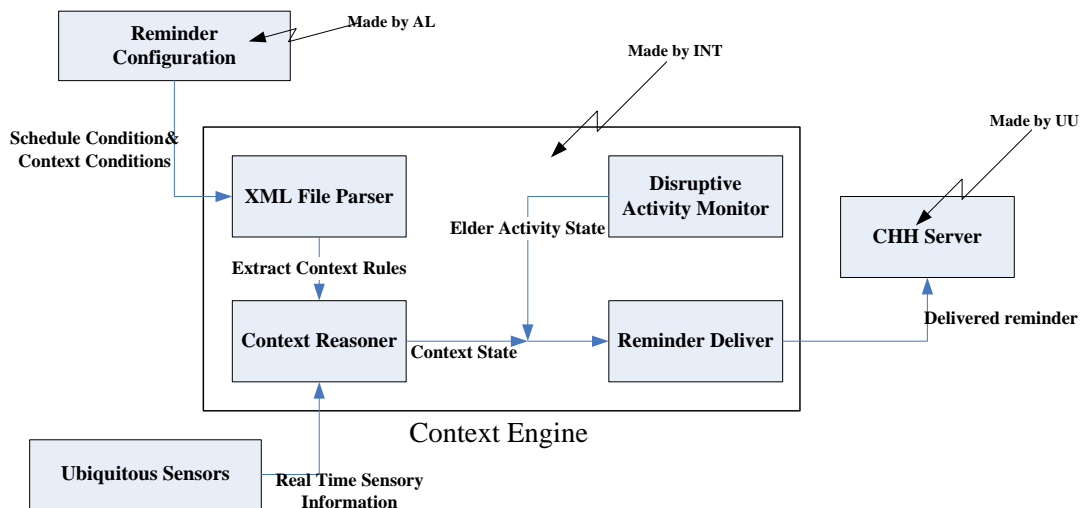 Reminder
Configuration
Made by AL
Made by INT
Made by UU
Schedule Condition&
Context Conditions
XML File Parser
Disruptive
Activity Monitor
Elder Activity State
CHH Server
Extract Context Rules
Context Reasoner
Context State
Reminder Deliver
Delivered reminder
Context Engine
Ubiquitous Sensors
Real Time Sensory
Information